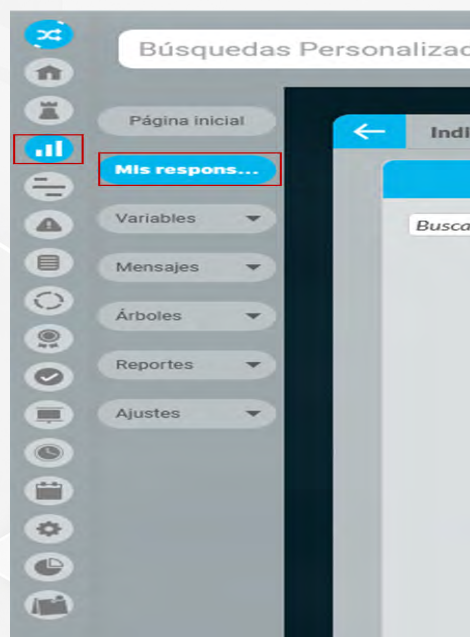 Búsquedas Personalizad
Página inicial
Mis respons...
Variables
Mensajes
Árboles
Reportes
Ajustes
Indi
Busca